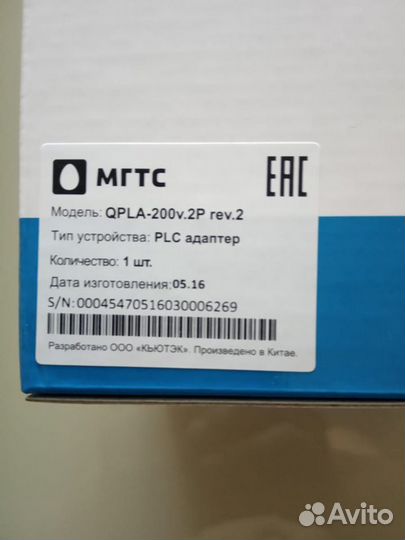 МГТС
EAC
Модель: QPLA-200v.2P rev.2
Тип устройства: PLC адаптер
Количество: 1 шт.
Дата изготовления:05.16
S/N:00045470516030006269
Разработано ООО «КЬЮТЭК». Произведено в Китае.
Avito